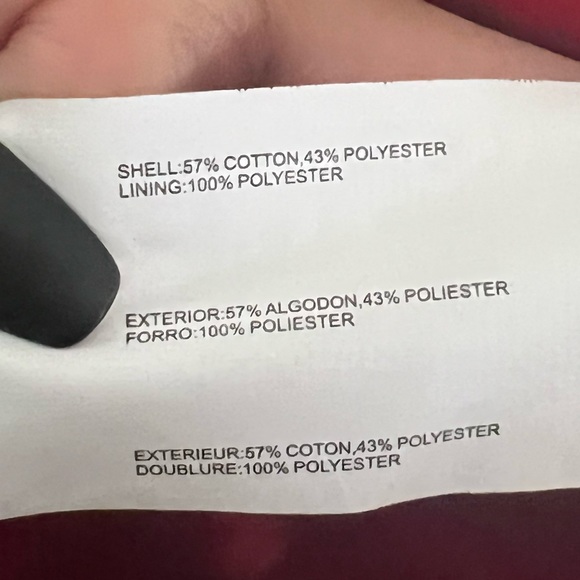 SHELL:57% COTTON,43% POLYESTER
LINING:100% POLYESTER
EXTERIOR:57% ALGODON,43% POLIESTER
FORRO:100% POLIESTER
EXTERIEUR:57% COTON,43% POLYESTER
DOUBLURE:100% POLYESTER